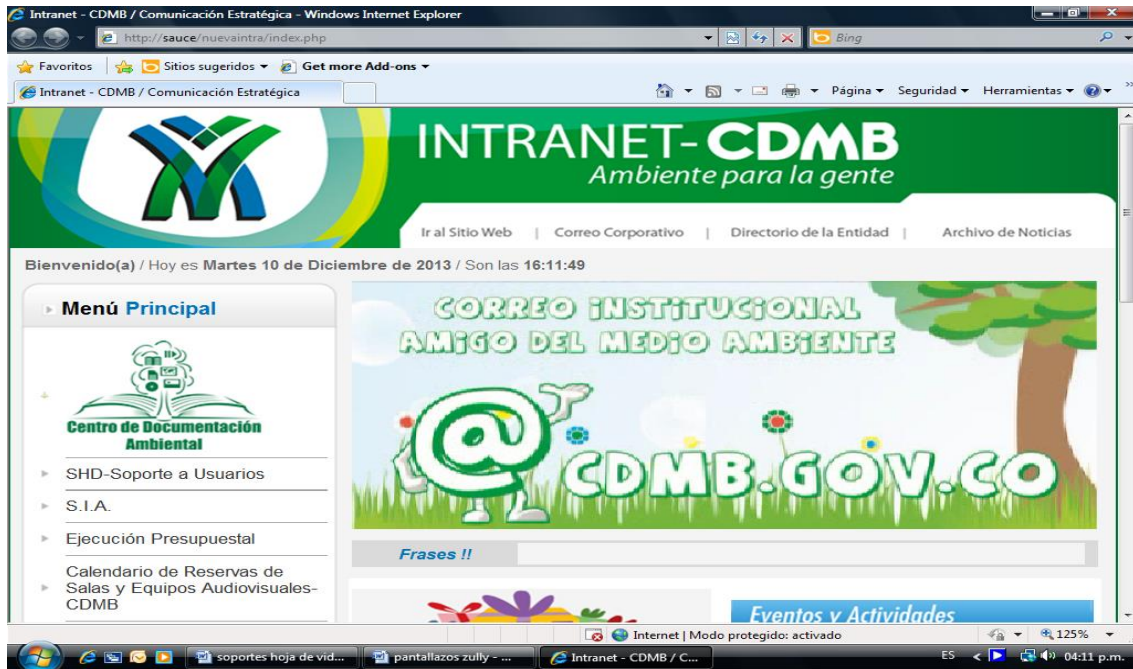 Intranet - CDMB / Comunicación Estratégica - Windows Internet Explorer
http://sauce/nuevaintra/index.php
Bing
Favoritos
Sitios sugeridos
Get more Add-ons
Intranet - CDMB / Comunicación Estratégica
Página
Seguridad
Herramientas
INTRANET-CDMB
Ambiente para la gente
Ir al Sitio Web | Correo Corporativo | Directorio de la Entidad | Archivo de Noticias
Bienvenido(a) / Hoy es Martes 10 de Diciembre de 2013 / Son las 16:11:49
Menú Principal
Centro de Documentación
Ambiental
SHD-Soporte a Usuarios
S.I.A.
Ejecución Presupuestal
Calendario de Reservas de
Salas y Equipos Audiovisuales-
CDMB
CORREO INSTITUCIONAL
AMIGO DEL MEDIO AMBIENTE
@CDMB.GOV.CO
Frases !!
Eventos y Actividades
Internet | Modo protegido: activado
125%
soportes hoja de vid...
pantallazos zully - ...
Intranet - CDMB / C...
ES
04:11 p.m.